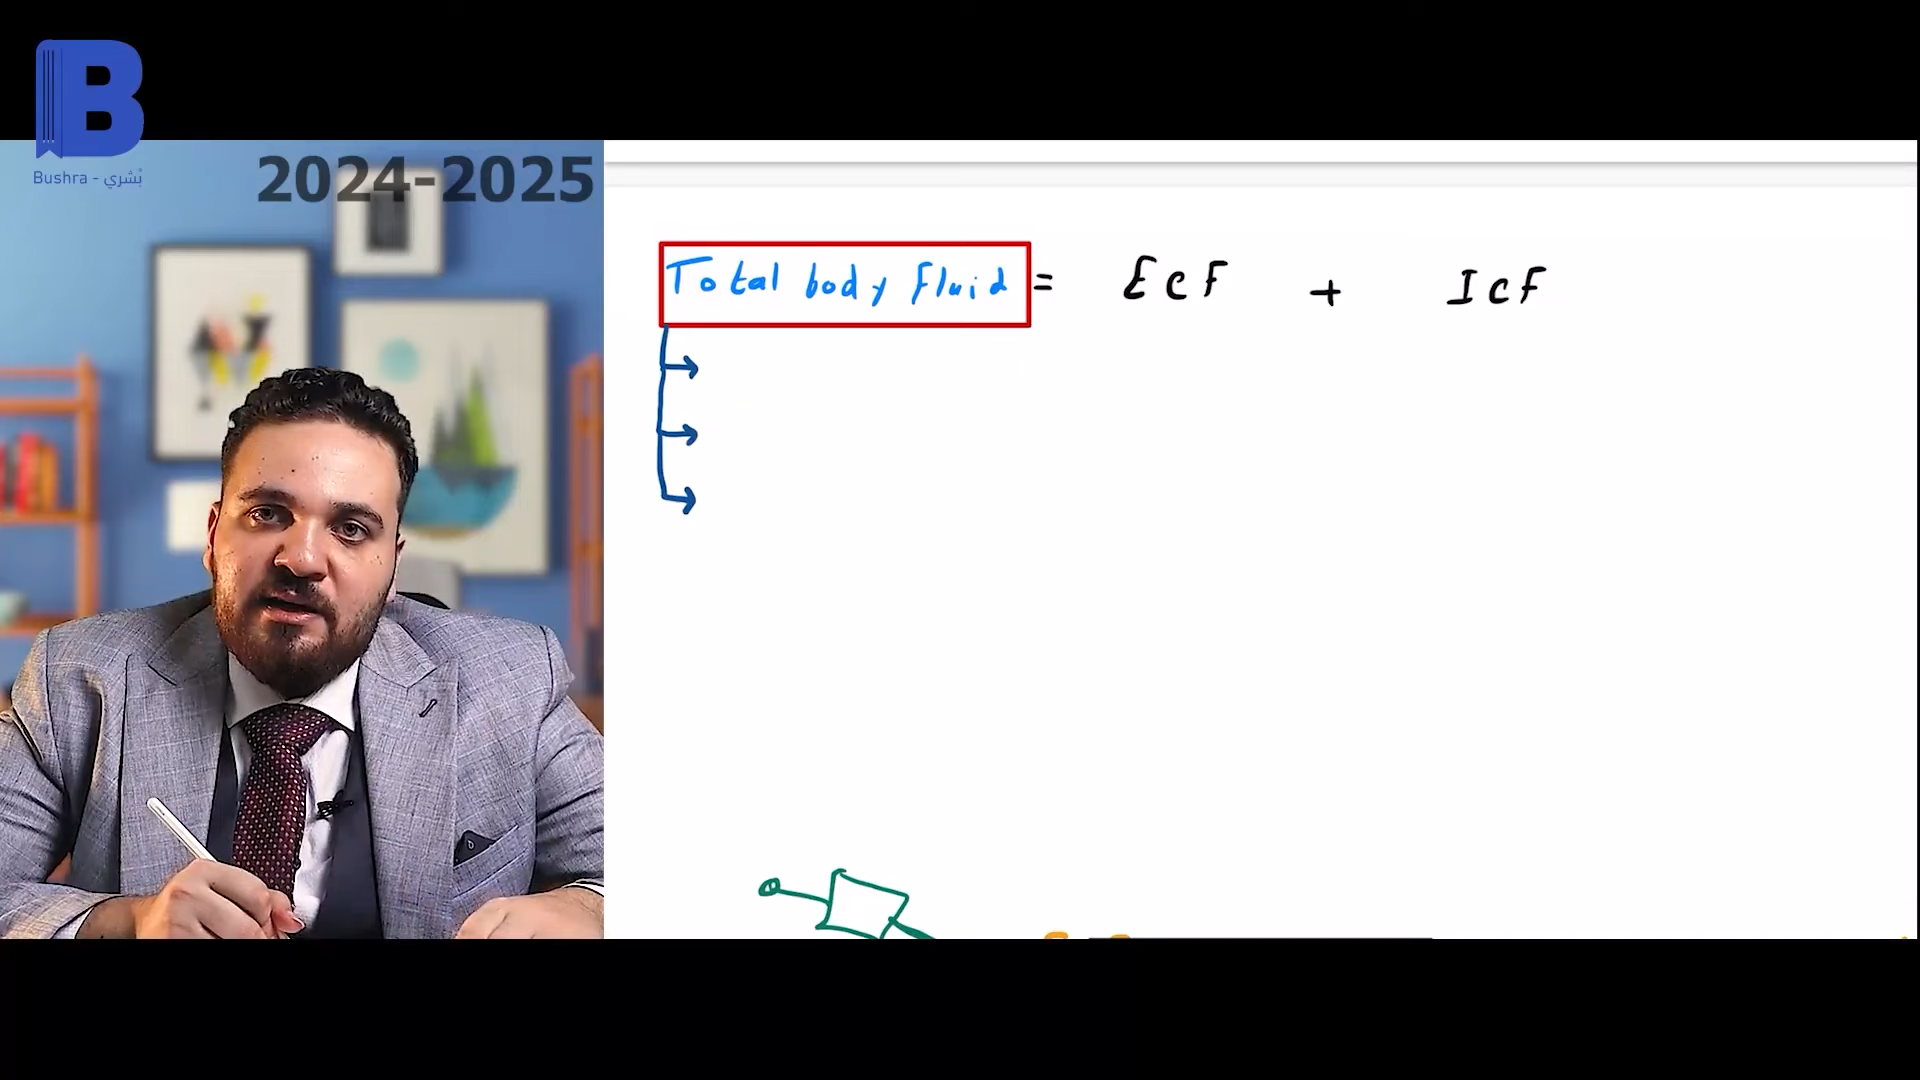 B
Bushra - بُشري
2024-2025
Total body fluid = EcF + IcF